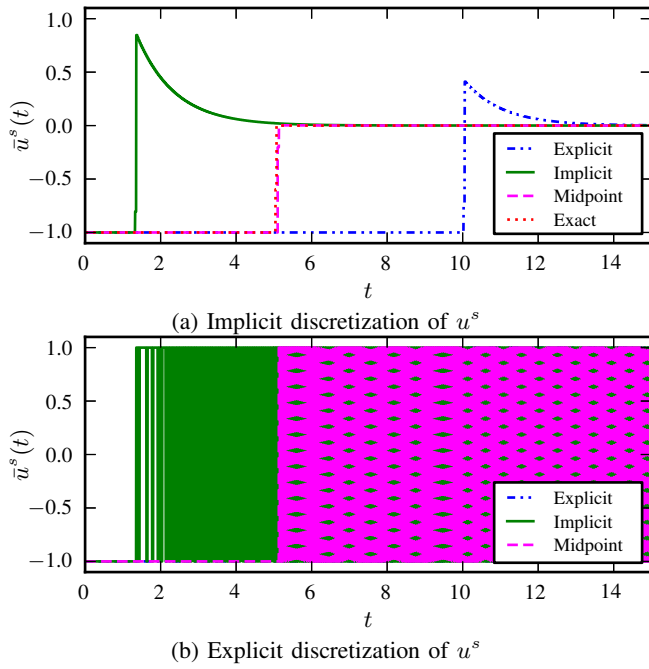 1.0
0.5
0.0
−0.5
−1.0
ū^s(t)
Explicit
Implicit
Midpoint
Exact
0 2 4 6 8 10 12 14
t
(a) Implicit discretization of u^s
1.0
0.5
0.0
−0.5
−1.0
ū^s(t)
Explicit
Implicit
Midpoint
0 2 4 6 8 10 12 14
t
(b) Explicit discretization of u^s